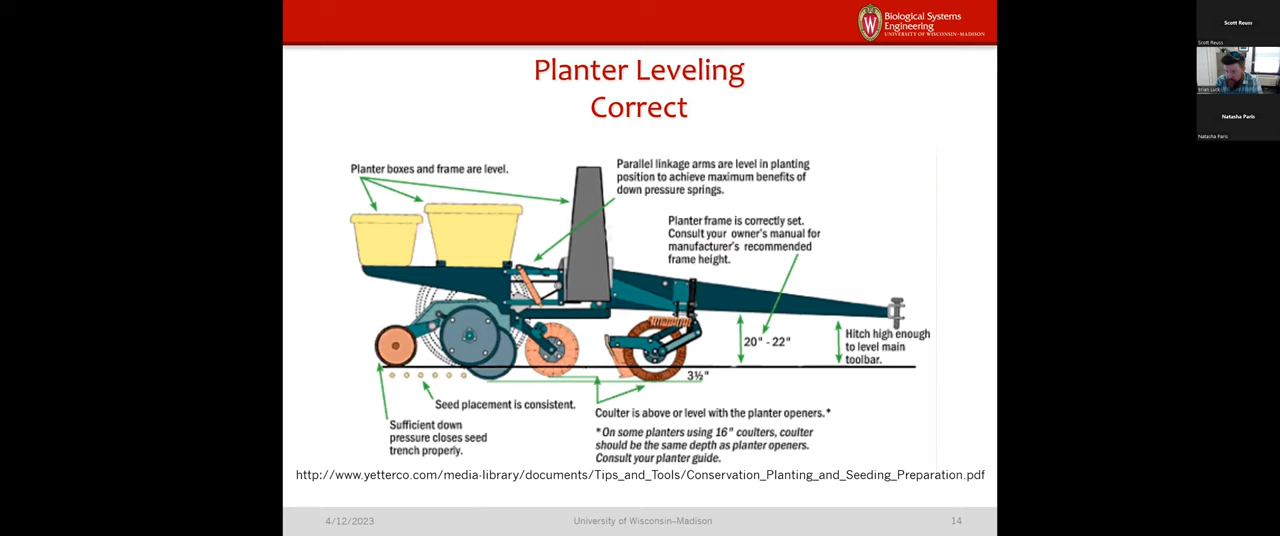 Biological Systems
Engineering
UNIVERSITY OF WISCONSIN-MADISON
Planter Leveling
Correct
Planter boxes and frame are level.
Parallel linkage arms are level in planting
position to achieve maximum benefits of
down pressure springs.
Planter frame is correctly set.
Consult your owner's manual for
manufacturer's recommended
frame height.
20" - 22"
Hitch high enough
to level main
toolbar.
3½"
Seed placement is consistent.
Sufficient down
pressure closes seed
trench properly.
Coulter is above or level with the planter openers.*
*On some planters using 16" coulters, coulter
should be the same depth as planter openers.
Consult your planter guide.
http://www.yetterco.com/media-library/documents/Tips_and_Tools/Conservation_Planting_and_Seeding_Preparation.pdf
4/12/2023
University of Wisconsin–Madison
14
Scott Reuss
Scott Reuss
Brian Luck
Natasha Paris
Natasha Paris